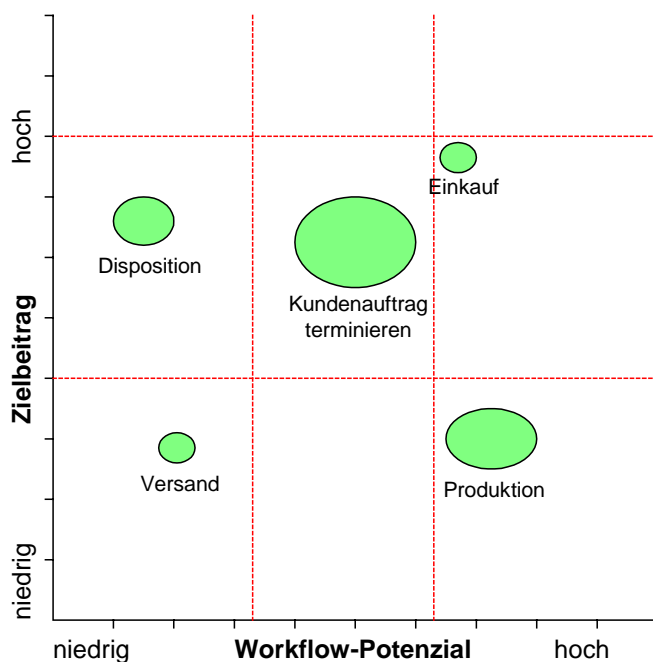 hoch
Einkauf
Disposition
Kundenauftrag
terminieren
Zielbeitrag
Versand
Produktion
niedrig
niedrig
Workflow-Potenzial
hoch